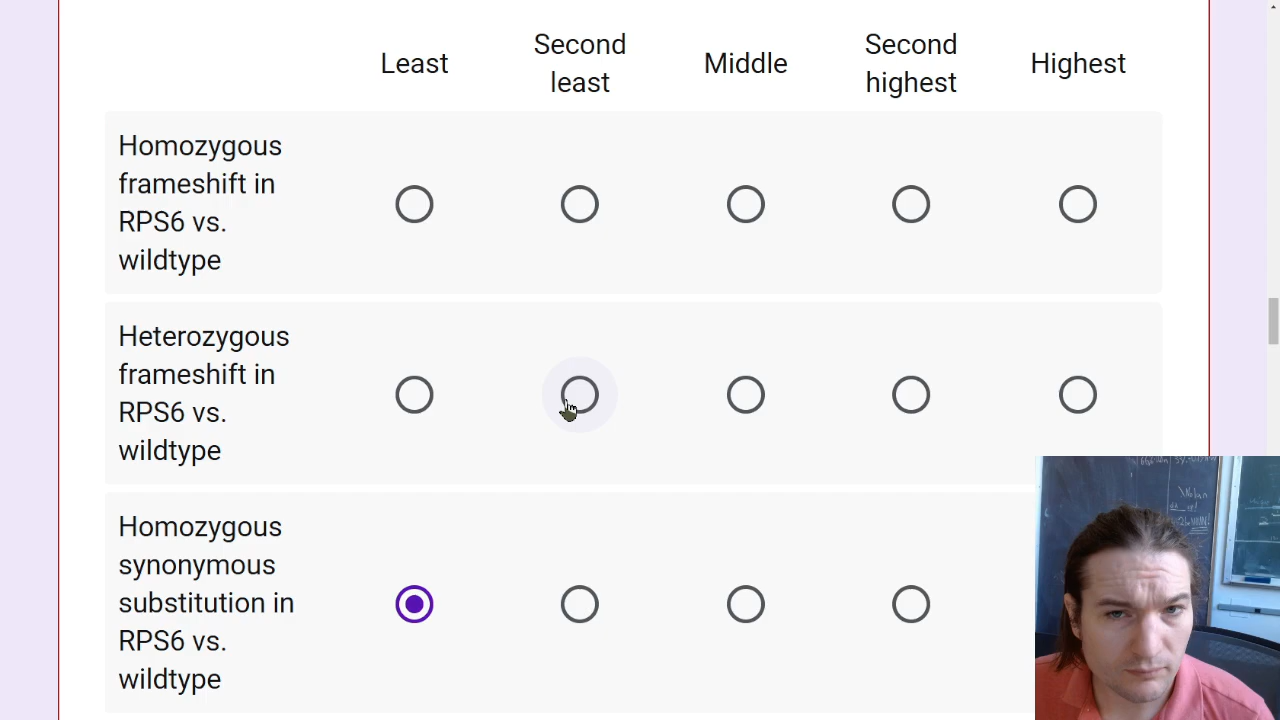 Least
Second
least
Middle
Second
highest
Highest
Homozygous
frameshift in
RPS6 vs.
wildtype
Heterozygous
frameshift in
RPS6 vs.
wildtype
Homozygous
synonymous
substitution in
RPS6 vs.
wildtype